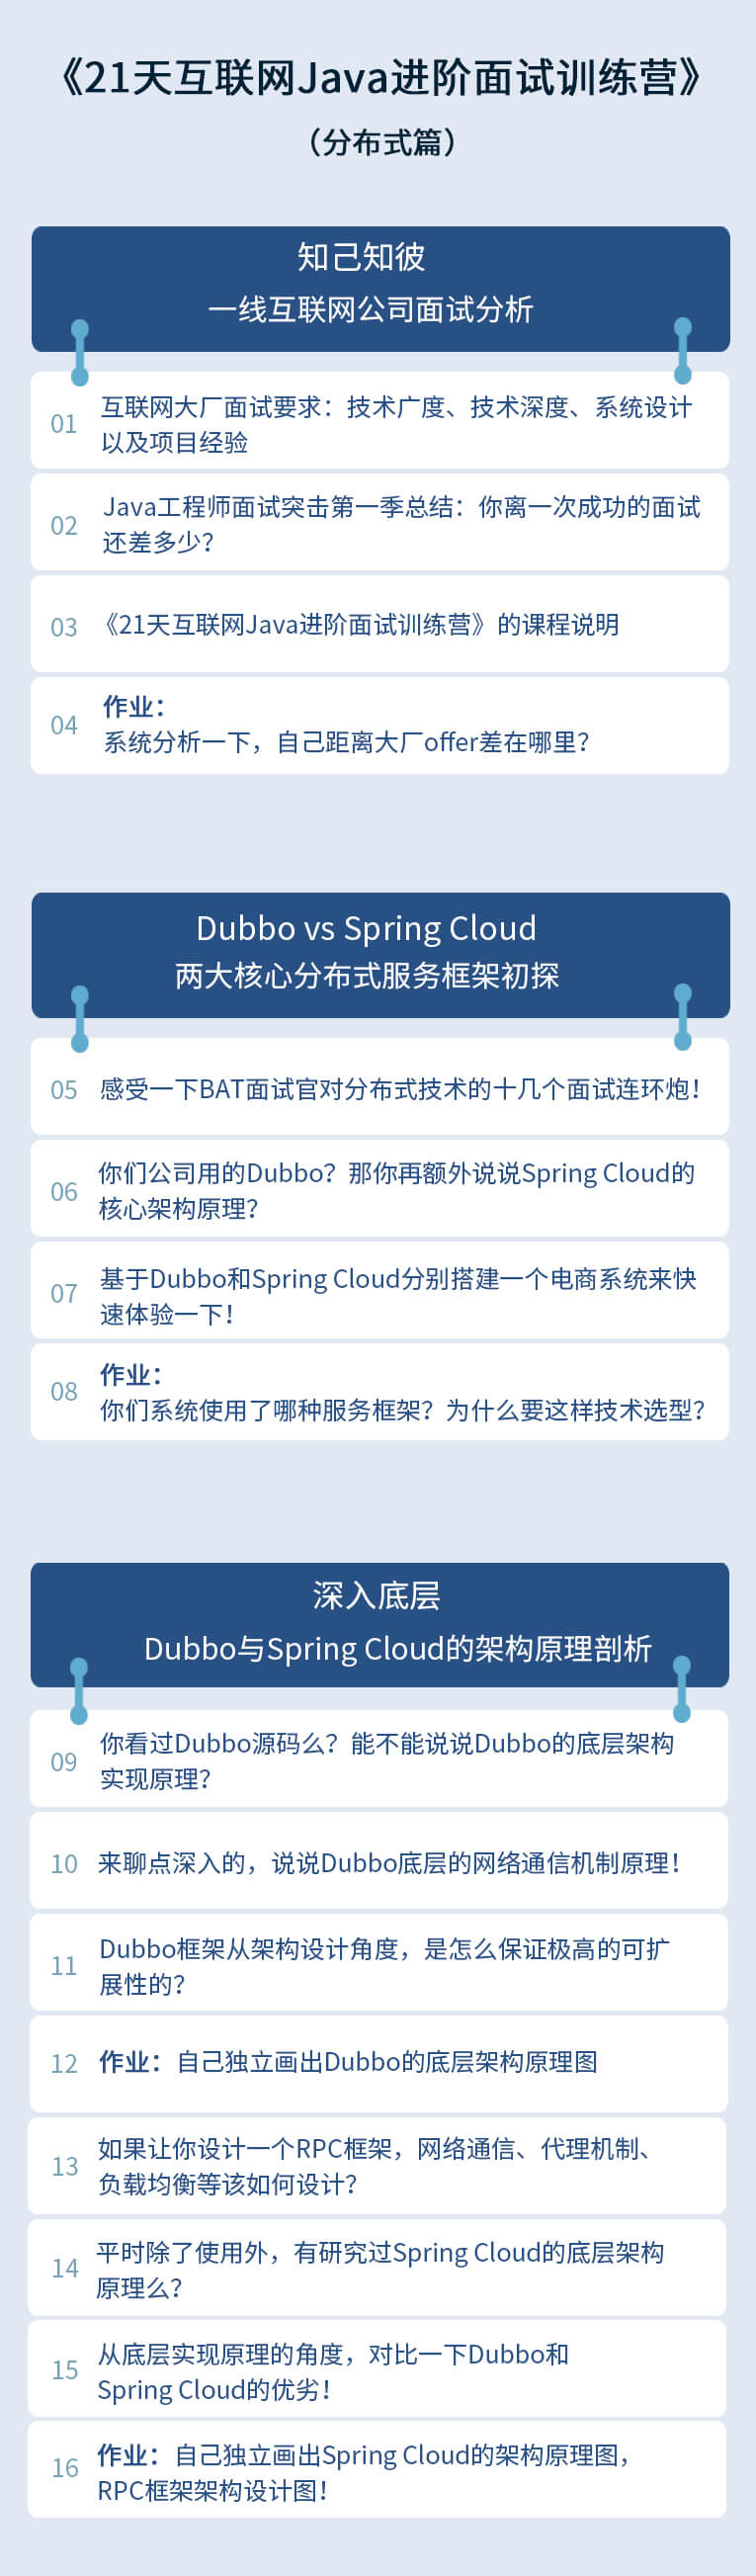 《21天互联网Java进阶面试训练营》
（分布式篇）
知己知彼
一线互联网公司面试分析
01
互联网大厂面试要求：技术广度、技术深度、系统设计
以及项目经验
02
Java工程师面试突击第一季总结：你离一次成功的面试
还差多少？
03
《21天互联网Java进阶面试训练营》的课程说明
04
作业：
系统分析一下，自己距离大厂offer差在哪里？
Dubbo vs Spring Cloud
两大核心分布式服务框架初探
05
感受一下BAT面试官对分布式技术的十几个面试连环炮！
06
你们公司用的Dubbo？那你再额外说说Spring Cloud的
核心架构原理？
07
基于Dubbo和Spring Cloud分别搭建一个电商系统来快
速体验一下！
08
作业：
你们系统使用了哪种服务框架？为什么要这样技术选型？
深入底层
Dubbo与Spring Cloud的架构原理剖析
09
你看过Dubbo源码么？能不能说说Dubbo的底层架构
实现原理？
10
来聊点深入的，说说Dubbo底层的网络通信机制原理！
11
Dubbo框架从架构设计角度，是怎么保证极高的可扩
展性的？
12
作业：自己独立画出Dubbo的底层架构原理图
13
如果让你设计一个RPC框架，网络通信、代理机制、
负载均衡等该如何设计？
14
平时除了使用外，有研究过Spring Cloud的底层架构
原理么？
15
从底层实现原理的角度，对比一下Dubbo和
Spring Cloud的优劣！
16
作业：自己独立画出Spring Cloud的架构原理图，
RPC框架架构设计图！